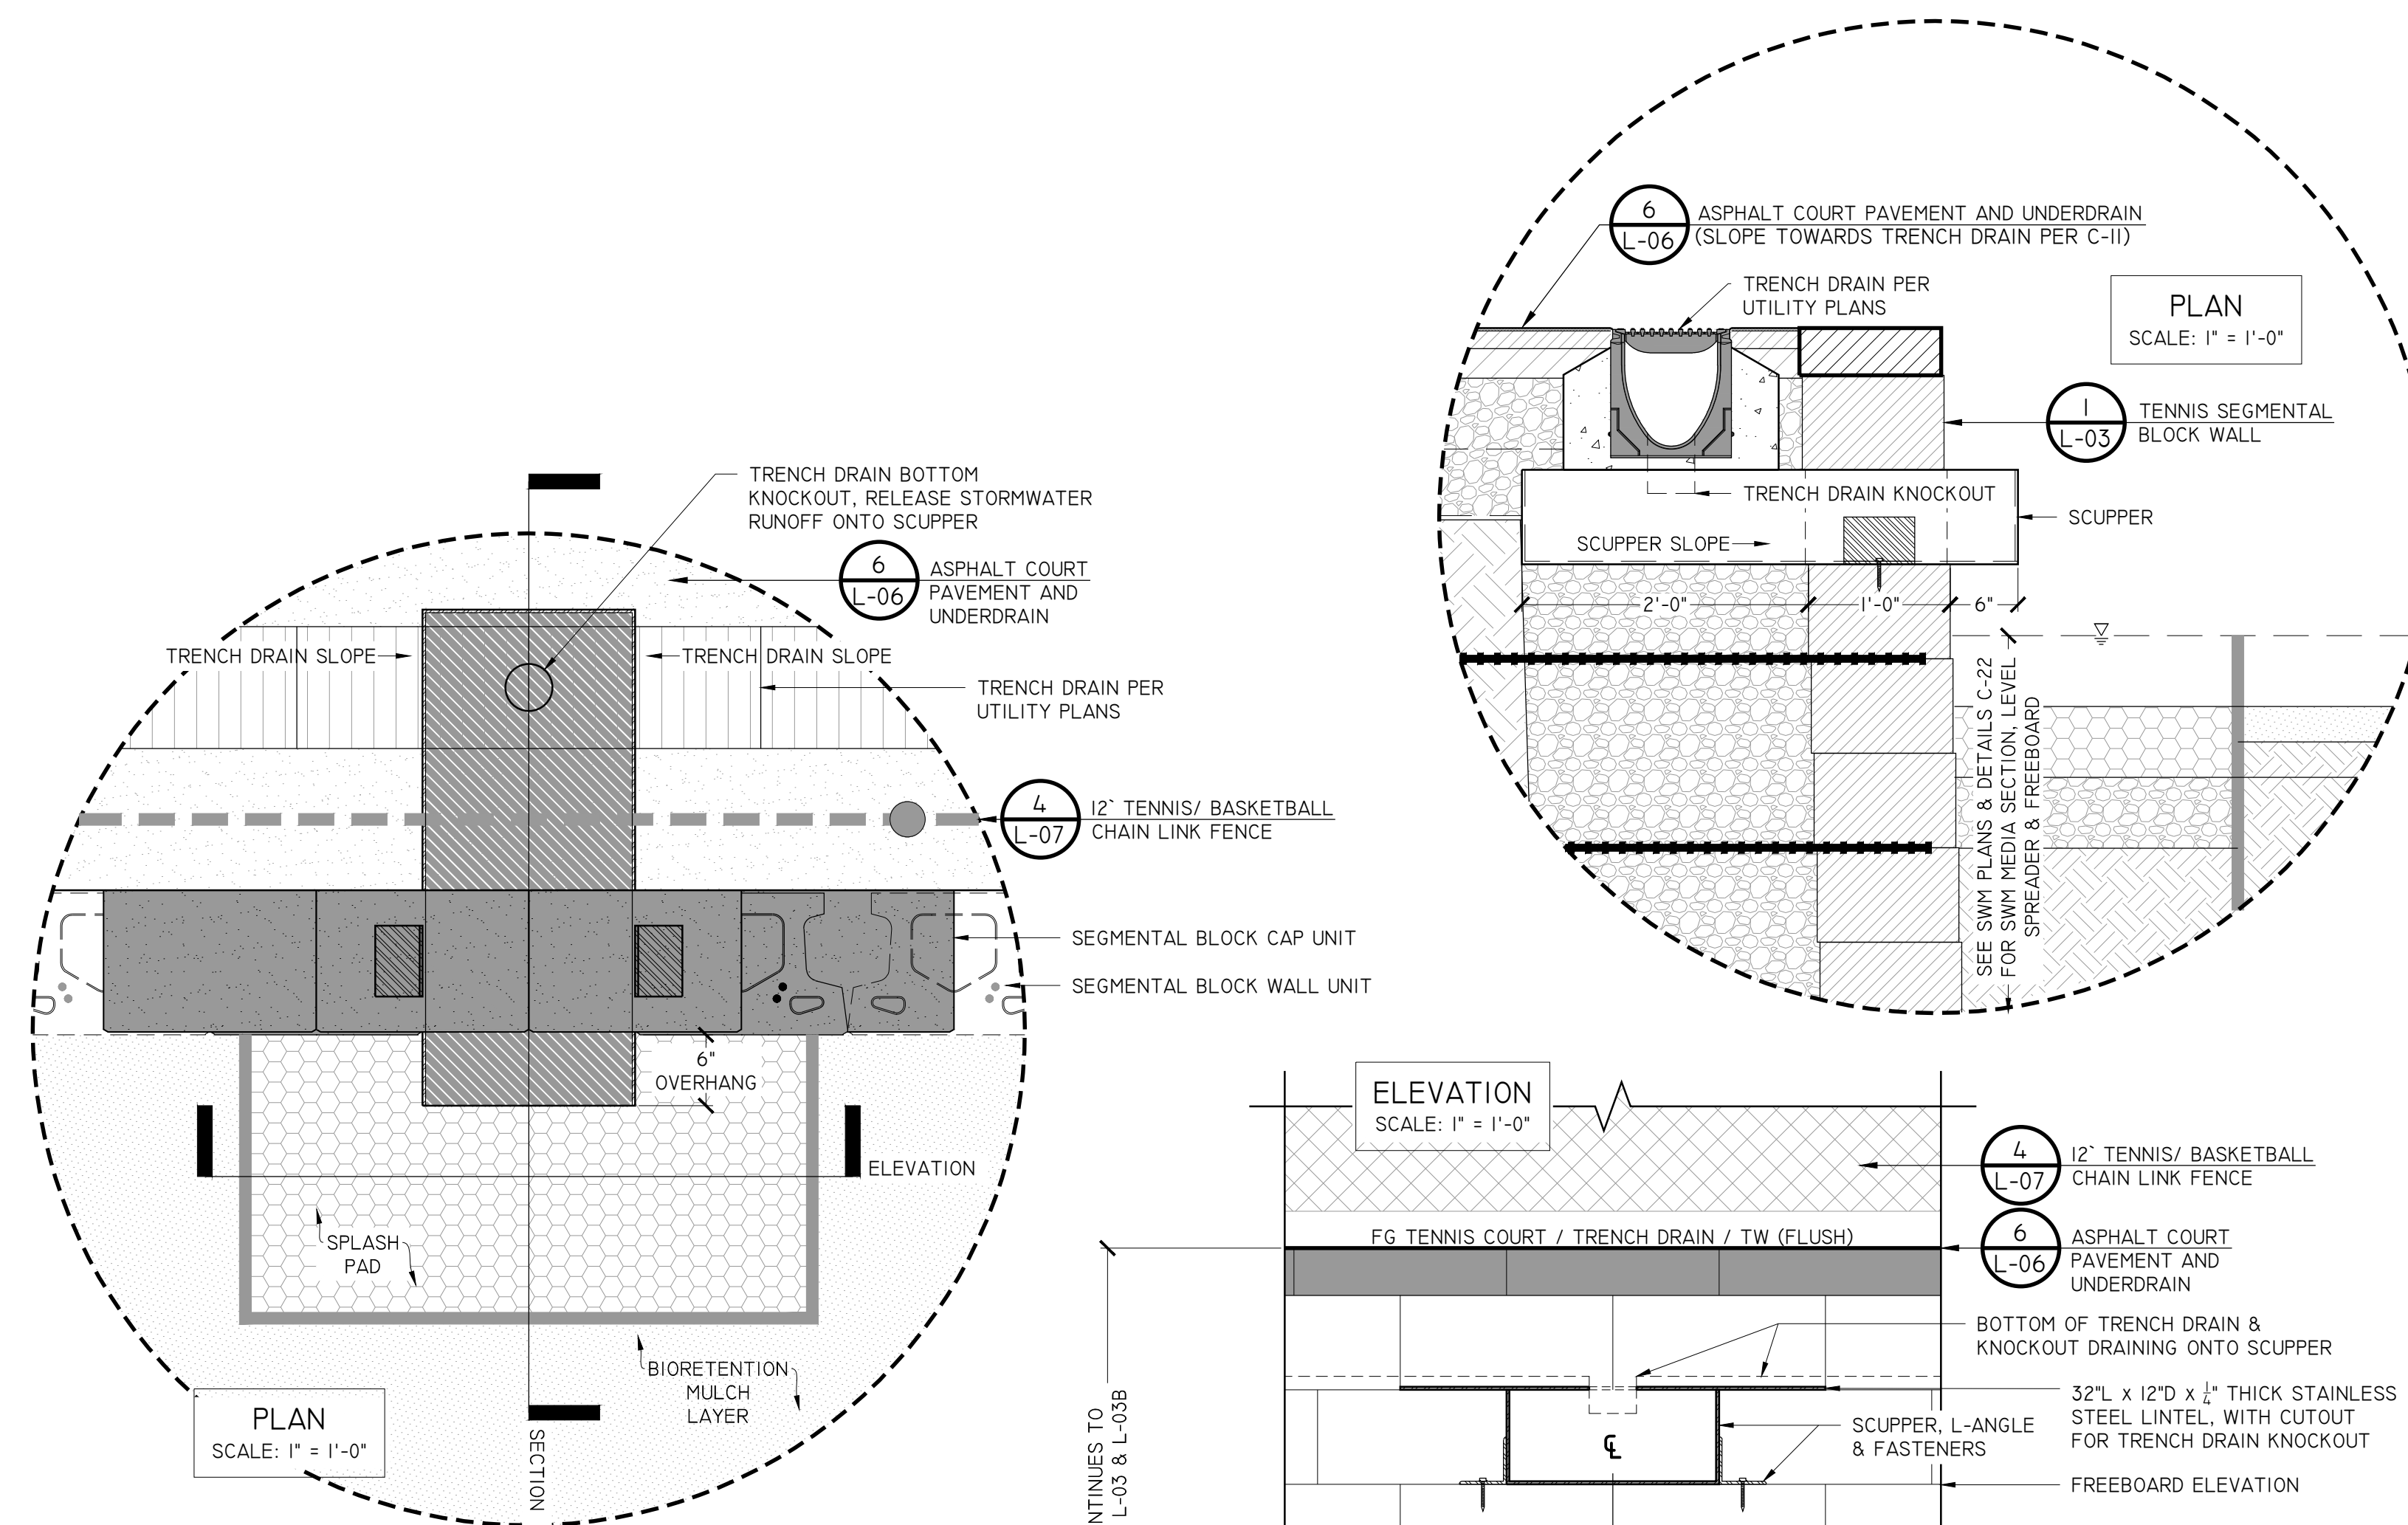 6
L-06
ASPHALT COURT PAVEMENT AND UNDERDRAIN
(SLOPE TOWARDS TRENCH DRAIN PER C-11)
TRENCH DRAIN PER
UTILITY PLANS
PLAN
SCALE: 1" = 1'-0"
1
L-03
TENNIS SEGMENTAL
BLOCK WALL
TRENCH DRAIN KNOCKOUT
SCUPPER
SCUPPER SLOPE
2'-0"
1'-0"
6"
SEE SWM PLANS & DETAILS C-22
FOR SWM MEDIA SECTION, LEVEL
SPREADER & FREEBOARD
TRENCH DRAIN BOTTOM
KNOCKOUT, RELEASE STORMWATER
RUNOFF ONTO SCUPPER
6
L-06
ASPHALT COURT
PAVEMENT AND
UNDERDRAIN
TRENCH DRAIN SLOPE
TRENCH DRAIN SLOPE
TRENCH DRAIN PER
UTILITY PLANS
4
L-07
12` TENNIS/ BASKETBALL
CHAIN LINK FENCE
SEGMENTAL BLOCK CAP UNIT
SEGMENTAL BLOCK WALL UNIT
6"
OVERHANG
ELEVATION
SPLASH
PAD
BIORETENTION
MULCH
LAYER
PLAN
SCALE: 1" = 1'-0"
SECTION
ELEVATION
SCALE: 1" = 1'-0"
4
L-07
12` TENNIS/ BASKETBALL
CHAIN LINK FENCE
FG TENNIS COURT / TRENCH DRAIN / TW (FLUSH)
6
L-06
ASPHALT COURT
PAVEMENT AND
UNDERDRAIN
BOTTOM OF TRENCH DRAIN &
KNOCKOUT DRAINING ONTO SCUPPER
32"L x 12"D x 1/4" THICK STAINLESS
STEEL LINTEL, WITH CUTOUT
FOR TRENCH DRAIN KNOCKOUT
SCUPPER, L-ANGLE
& FASTENERS
CL
FREEBOARD ELEVATION
NTINUES TO
L-03 & L-03B